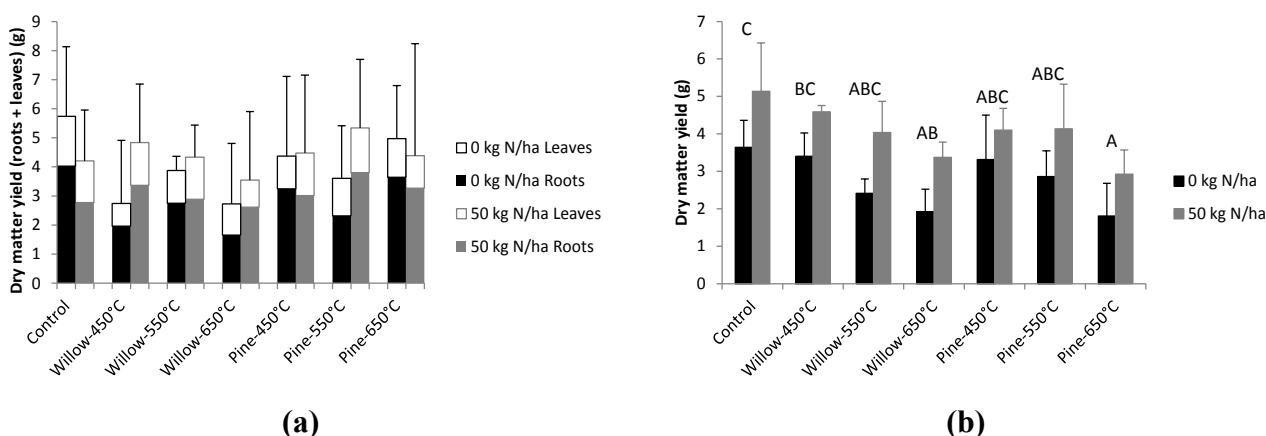 Dry matter yield (roots + leaves) (g)
9
8
7
6
5
4
3
2
1
0
Control
Willow-450°C
Willow-550°C
Willow-650°C
Pine-450°C
Pine-550°C
Pine-650°C
0 kg N/ha Leaves
0 kg N/ha Roots
50 kg N/ha Leaves
50 kg N/ha Roots
(a)
Dry matter yield (g)
7
6
5
4
3
2
1
0
C
BC
ABC
AB
ABC
ABC
A
Control
Willow-450°C
Willow-550°C
Willow-650°C
Pine-450°C
Pine-550°C
Pine-650°C
0 kg N/ha
50 kg N/ha
(b)